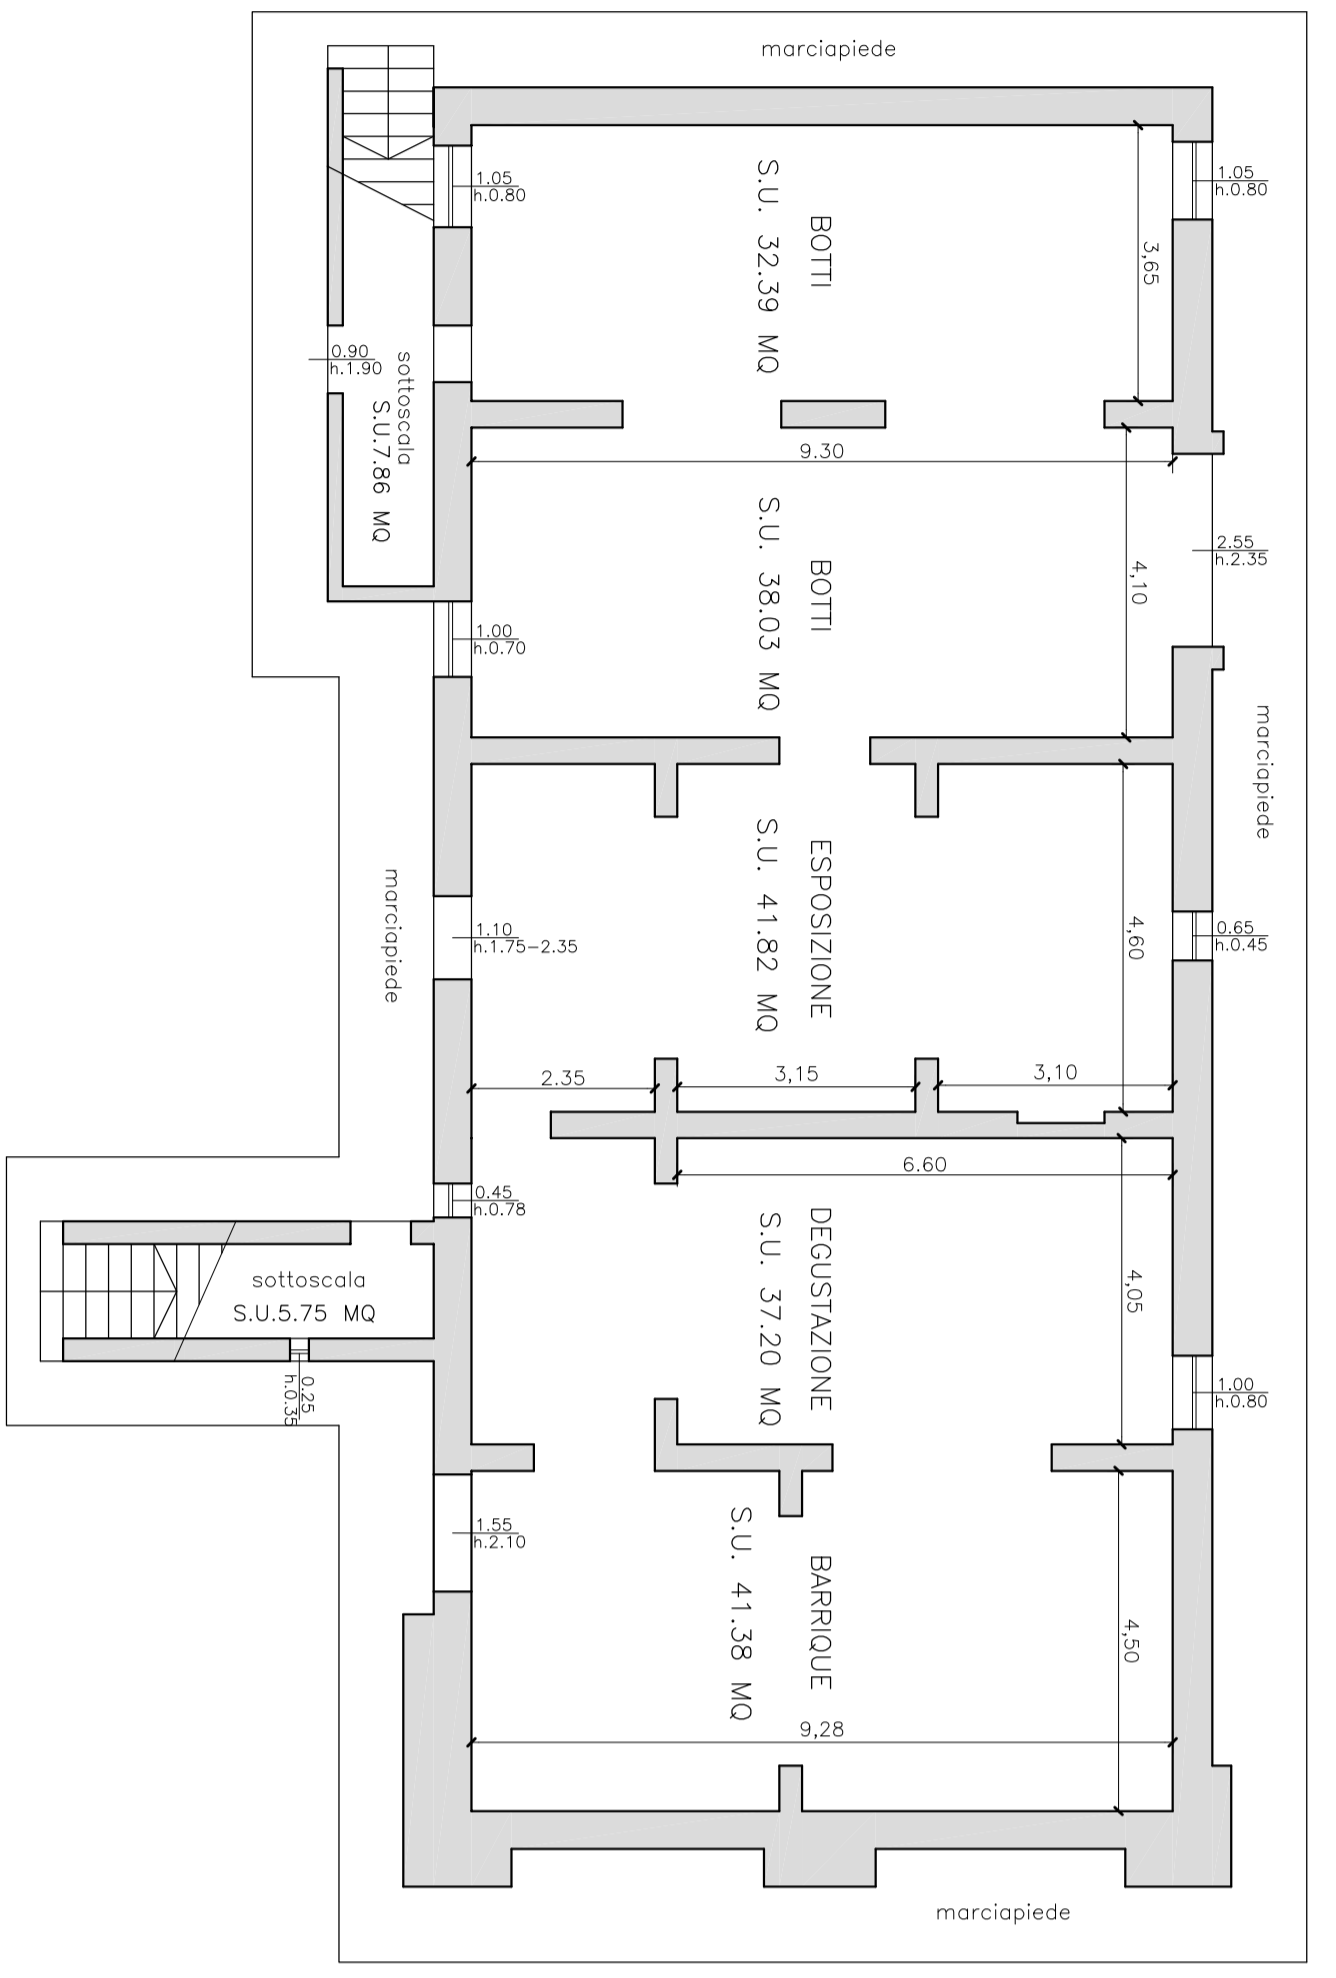 marciapiede
1.05
h.0.80
1.05
h.0.80
BOTTI
S.U. 32.39 MQ
3,65
0.90
h.1.90
sottoscala
S.U.7.86 MQ
9.30
2.55
h.2.35
BOTTI
S.U. 38.03 MQ
4,10
1.00
h.0.70
marciapiede
ESPOSIZIONE
S.U. 41.82 MQ
4,60
marciapiede
1.10
h.1.75-2.35
0.65
h.0.45
2.35
3,15
3,10
6.60
0.45
h.0.78
DEGUSTAZIONE
S.U. 37.20 MQ
4,05
sottoscala
S.U.5.75 MQ
0.25
h.0.35
1.00
h.0.80
1.55
h.2.10
BARRIQUE
S.U. 41.38 MQ
4,50
9,28
marciapiede